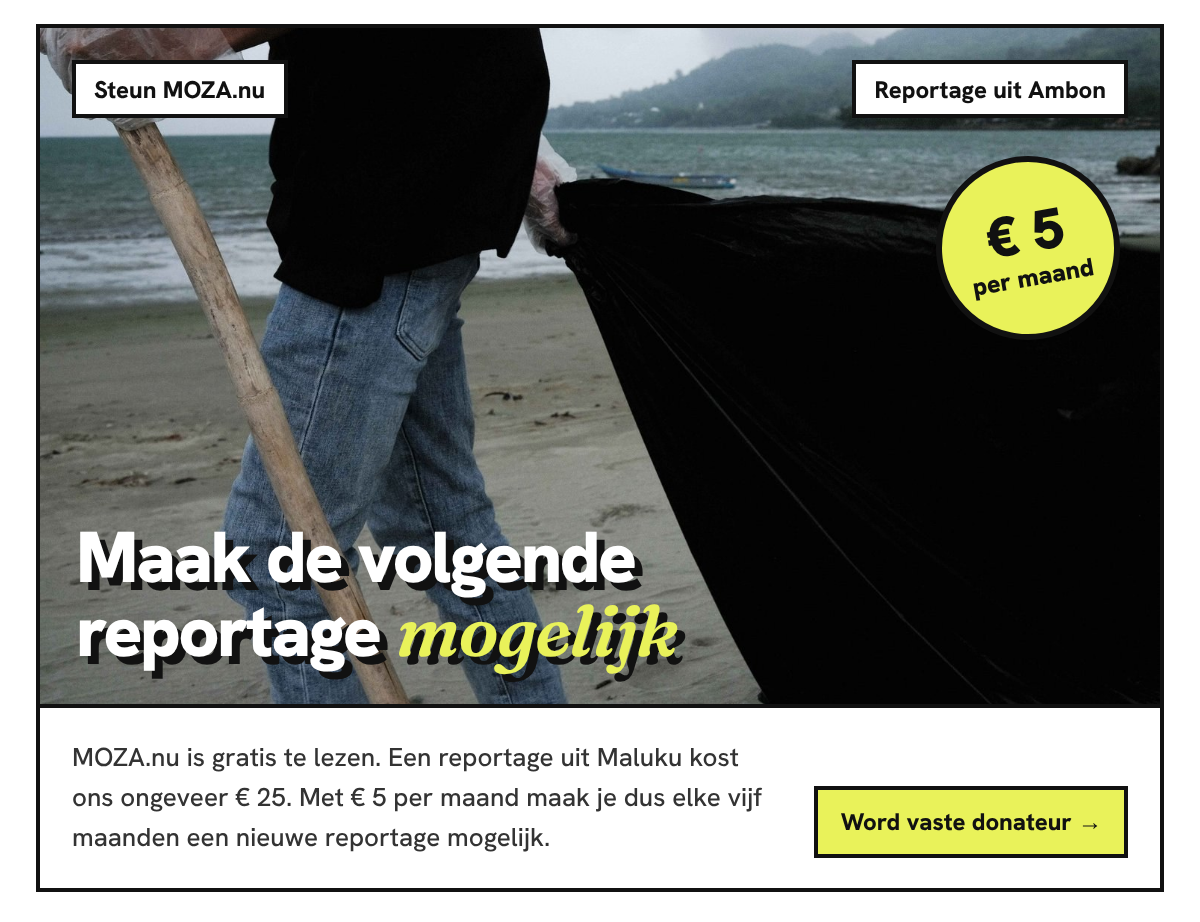 Steun MOZA.nu
Reportage uit Ambon
€ 5
per maand
Maak de volgende
reportage mogelijk
MOZA.nu is gratis te lezen. Een reportage uit Maluku kost
ons ongeveer € 25. Met € 5 per maand maak je dus elke vijf
maanden een nieuwe reportage mogelijk.
Word vaste donateur →